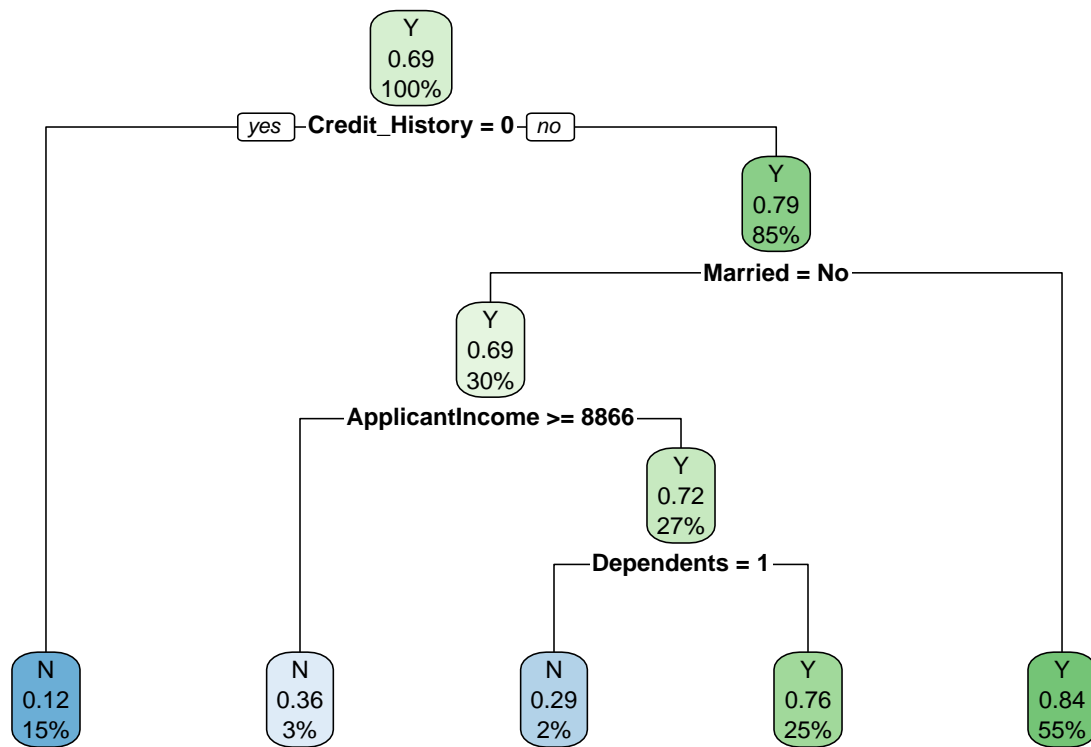 Y
0.69
100%
yes Credit_History = 0 no
Y
0.79
85%
Married = No
Y
0.69
30%
ApplicantIncome >= 8866
Y
0.72
27%
Dependents = 1
N
0.12
15%
N
0.36
3%
N
0.29
2%
Y
0.76
25%
Y
0.84
55%